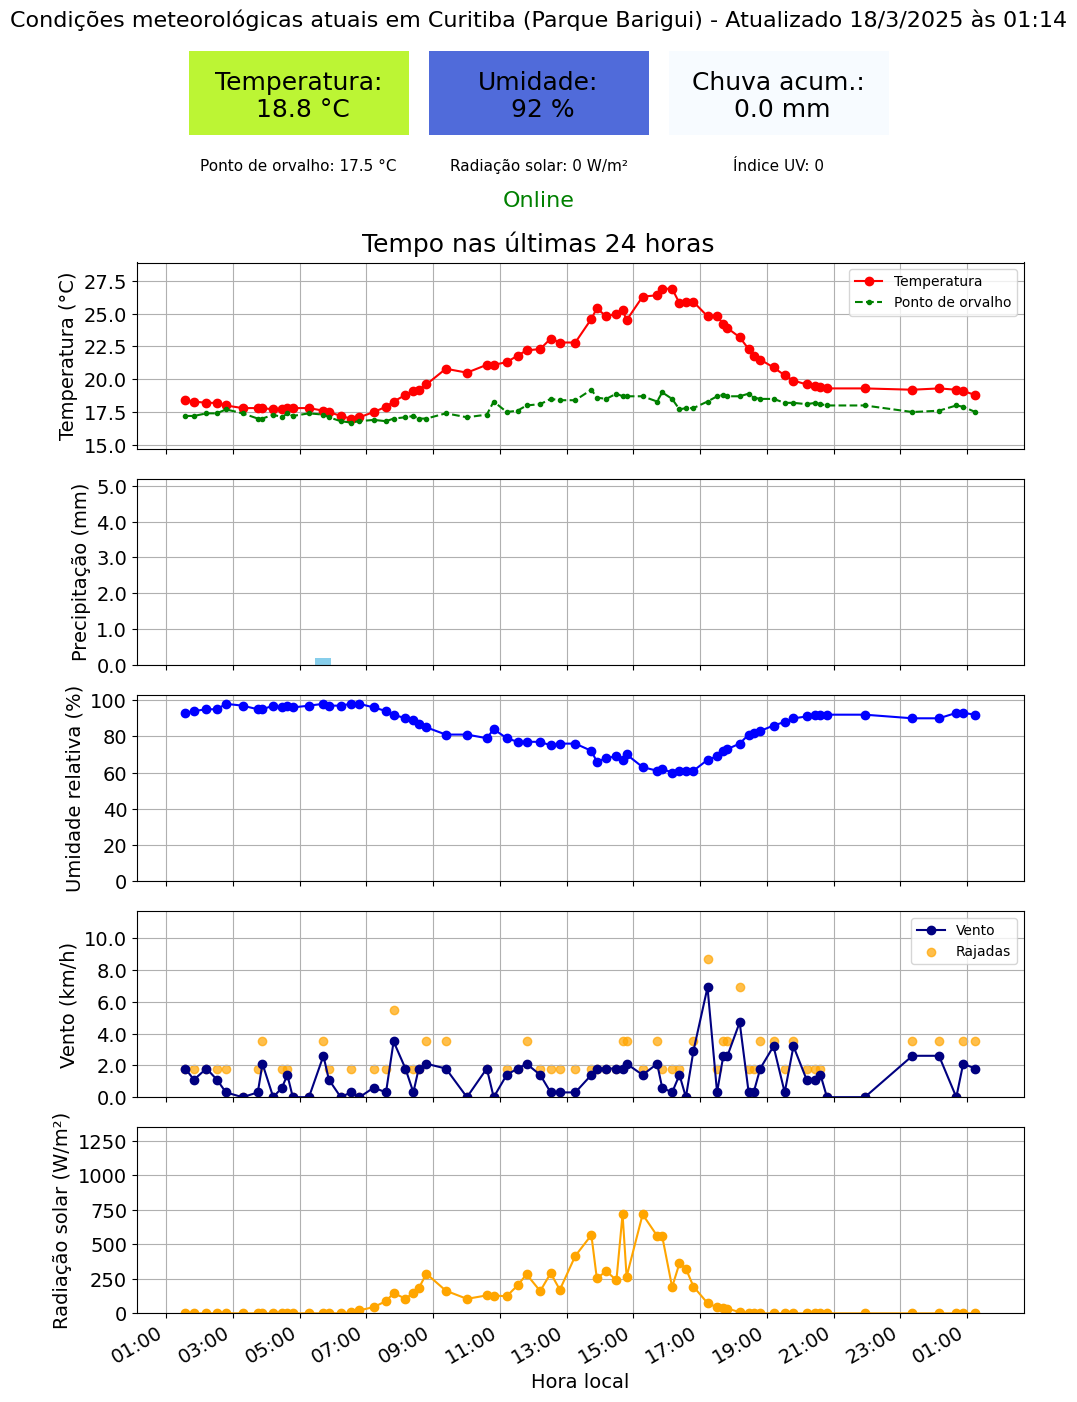 Condições meteorológicas atuais em Curitiba (Parque Barigui) - Atualizado 18/3/2025 às 01:14
Temperatura:
18.8 °C
Umidade:
92 %
Chuva acum.:
0.0 mm
Ponto de orvalho: 17.5 °C
Radiação solar: 0 W/m²
Índice UV: 0
Online
Tempo nas últimas 24 horas
Temperatura (°C)
27.5
25.0
22.5
20.0
17.5
15.0
Temperatura
Ponto de orvalho
Precipitação (mm)
5.0
4.0
3.0
2.0
1.0
0.0
Umidade relativa (%)
100
80
60
40
20
0
Vento (km/h)
10.0
8.0
6.0
4.0
2.0
0.0
Vento
Rajadas
Radiação solar (W/m²)
1250
1000
750
500
250
0
01:00
03:00
05:00
07:00
09:00
11:00
13:00
15:00
17:00
19:00
21:00
23:00
01:00
Hora local